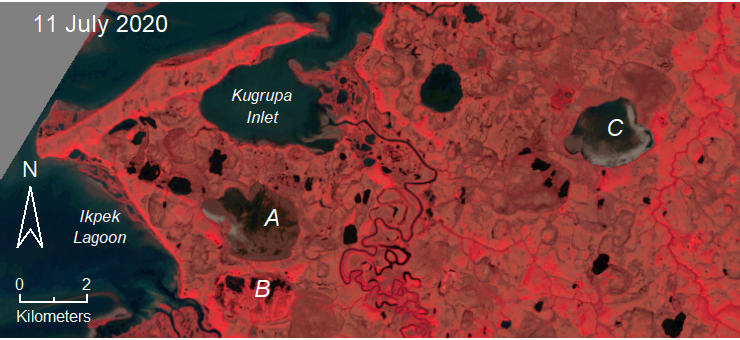 11 July 2020
Kugrupa
Inlet
C
N
A
Ikpek
Lagoon
B
0 2
Kilometers